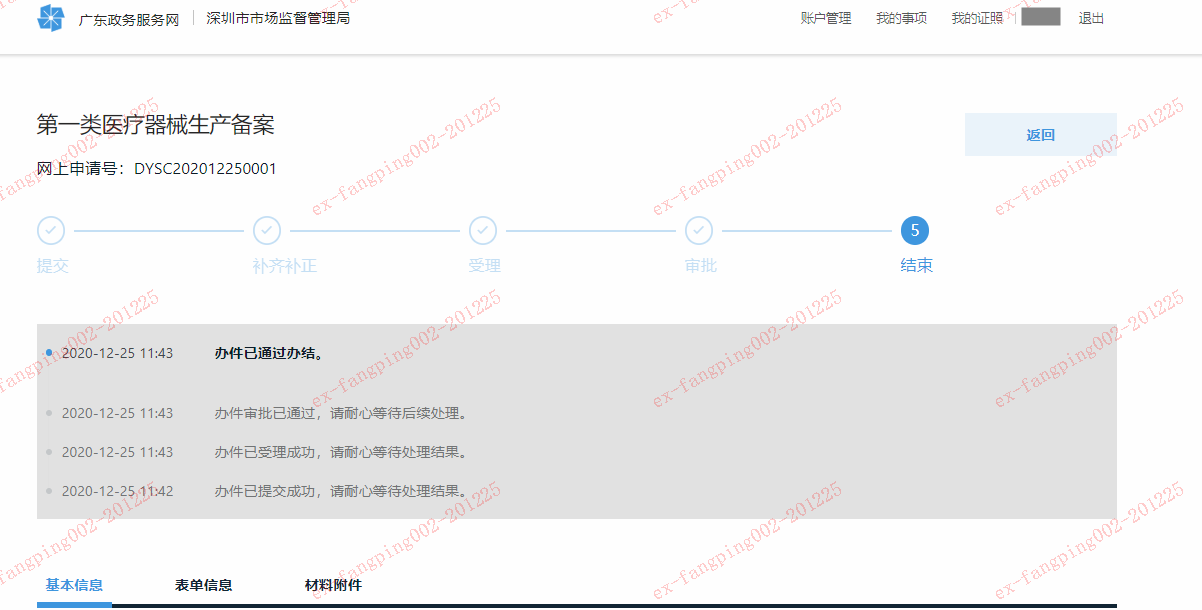 广东政务服务网 深圳市市场监督管理局 账户管理 我的事项 我的证照 退出
第一类医疗器械生产备案
返回
网上申请号：DYSC202012250001
5
提交 补齐补正 受理 审批 结束
2020-12-25 11:43 办件已通过办结。
2020-12-25 11:43 办件审批已通过，请耐心等待后续处理。
2020-12-25 11:43 办件已受理成功，请耐心等待处理结果。
2020-12-25 11:42 办件已提交成功，请耐心等待处理结果。
基本信息 表单信息 材料附件
ex-fangping002-201225